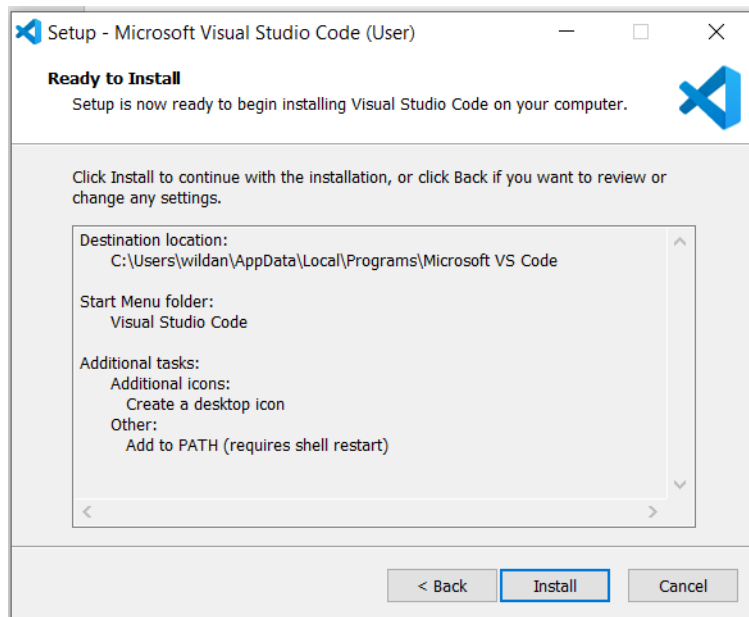 Setup - Microsoft Visual Studio Code (User)
Ready to Install
Setup is now ready to begin installing Visual Studio Code on your computer.
Click Install to continue with the installation, or click Back if you want to review or
change any settings.
Destination location:
C:\Users\wildan\AppData\Local\Programs\Microsoft VS Code
Start Menu folder:
Visual Studio Code
Additional tasks:
Additional icons:
Create a desktop icon
Other:
Add to PATH (requires shell restart)
< Back Install Cancel